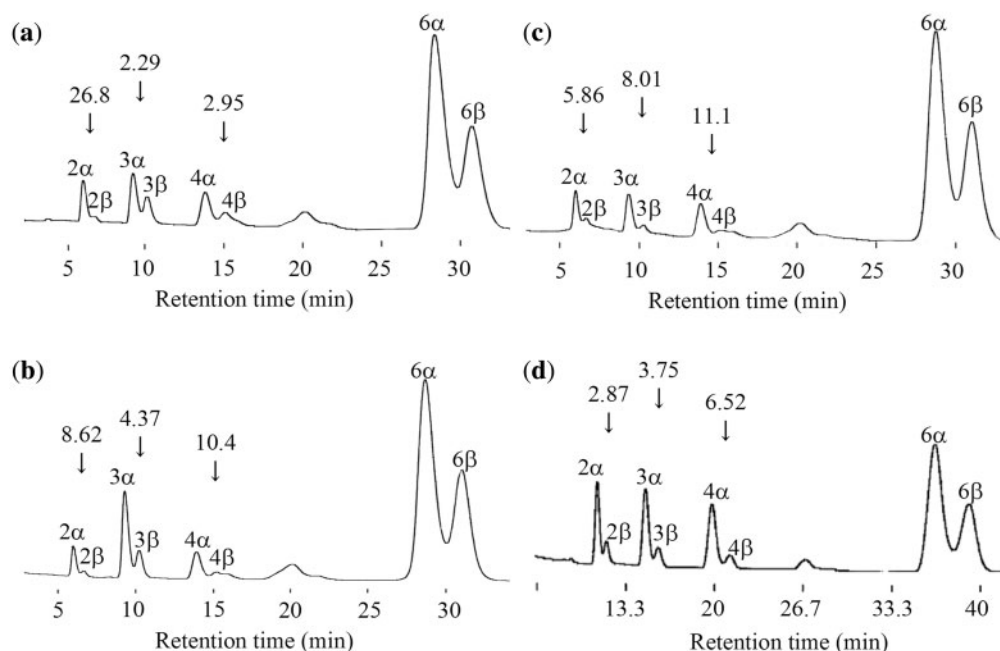 (a)
26.8
2.29
2.95
2α
2β
3α
3β
4α
4β
6α
6β
5 10 15 20 25 30
Retention time (min)
(c)
5.86
8.01
11.1
2α
2β
3α
3β
4α
4β
6α
6β
5 10 15 20 25 30
Retention time (min)
(b)
8.62
4.37
10.4
2α
2β
3α
3β
4α
4β
6α
6β
5 10 15 20 25 30
Retention time (min)
(d)
2.87
3.75
6.52
2α
2β
3α
3β
4α
4β
6α
6β
13.3 20 26.7 33.3 40
Retention time (min)